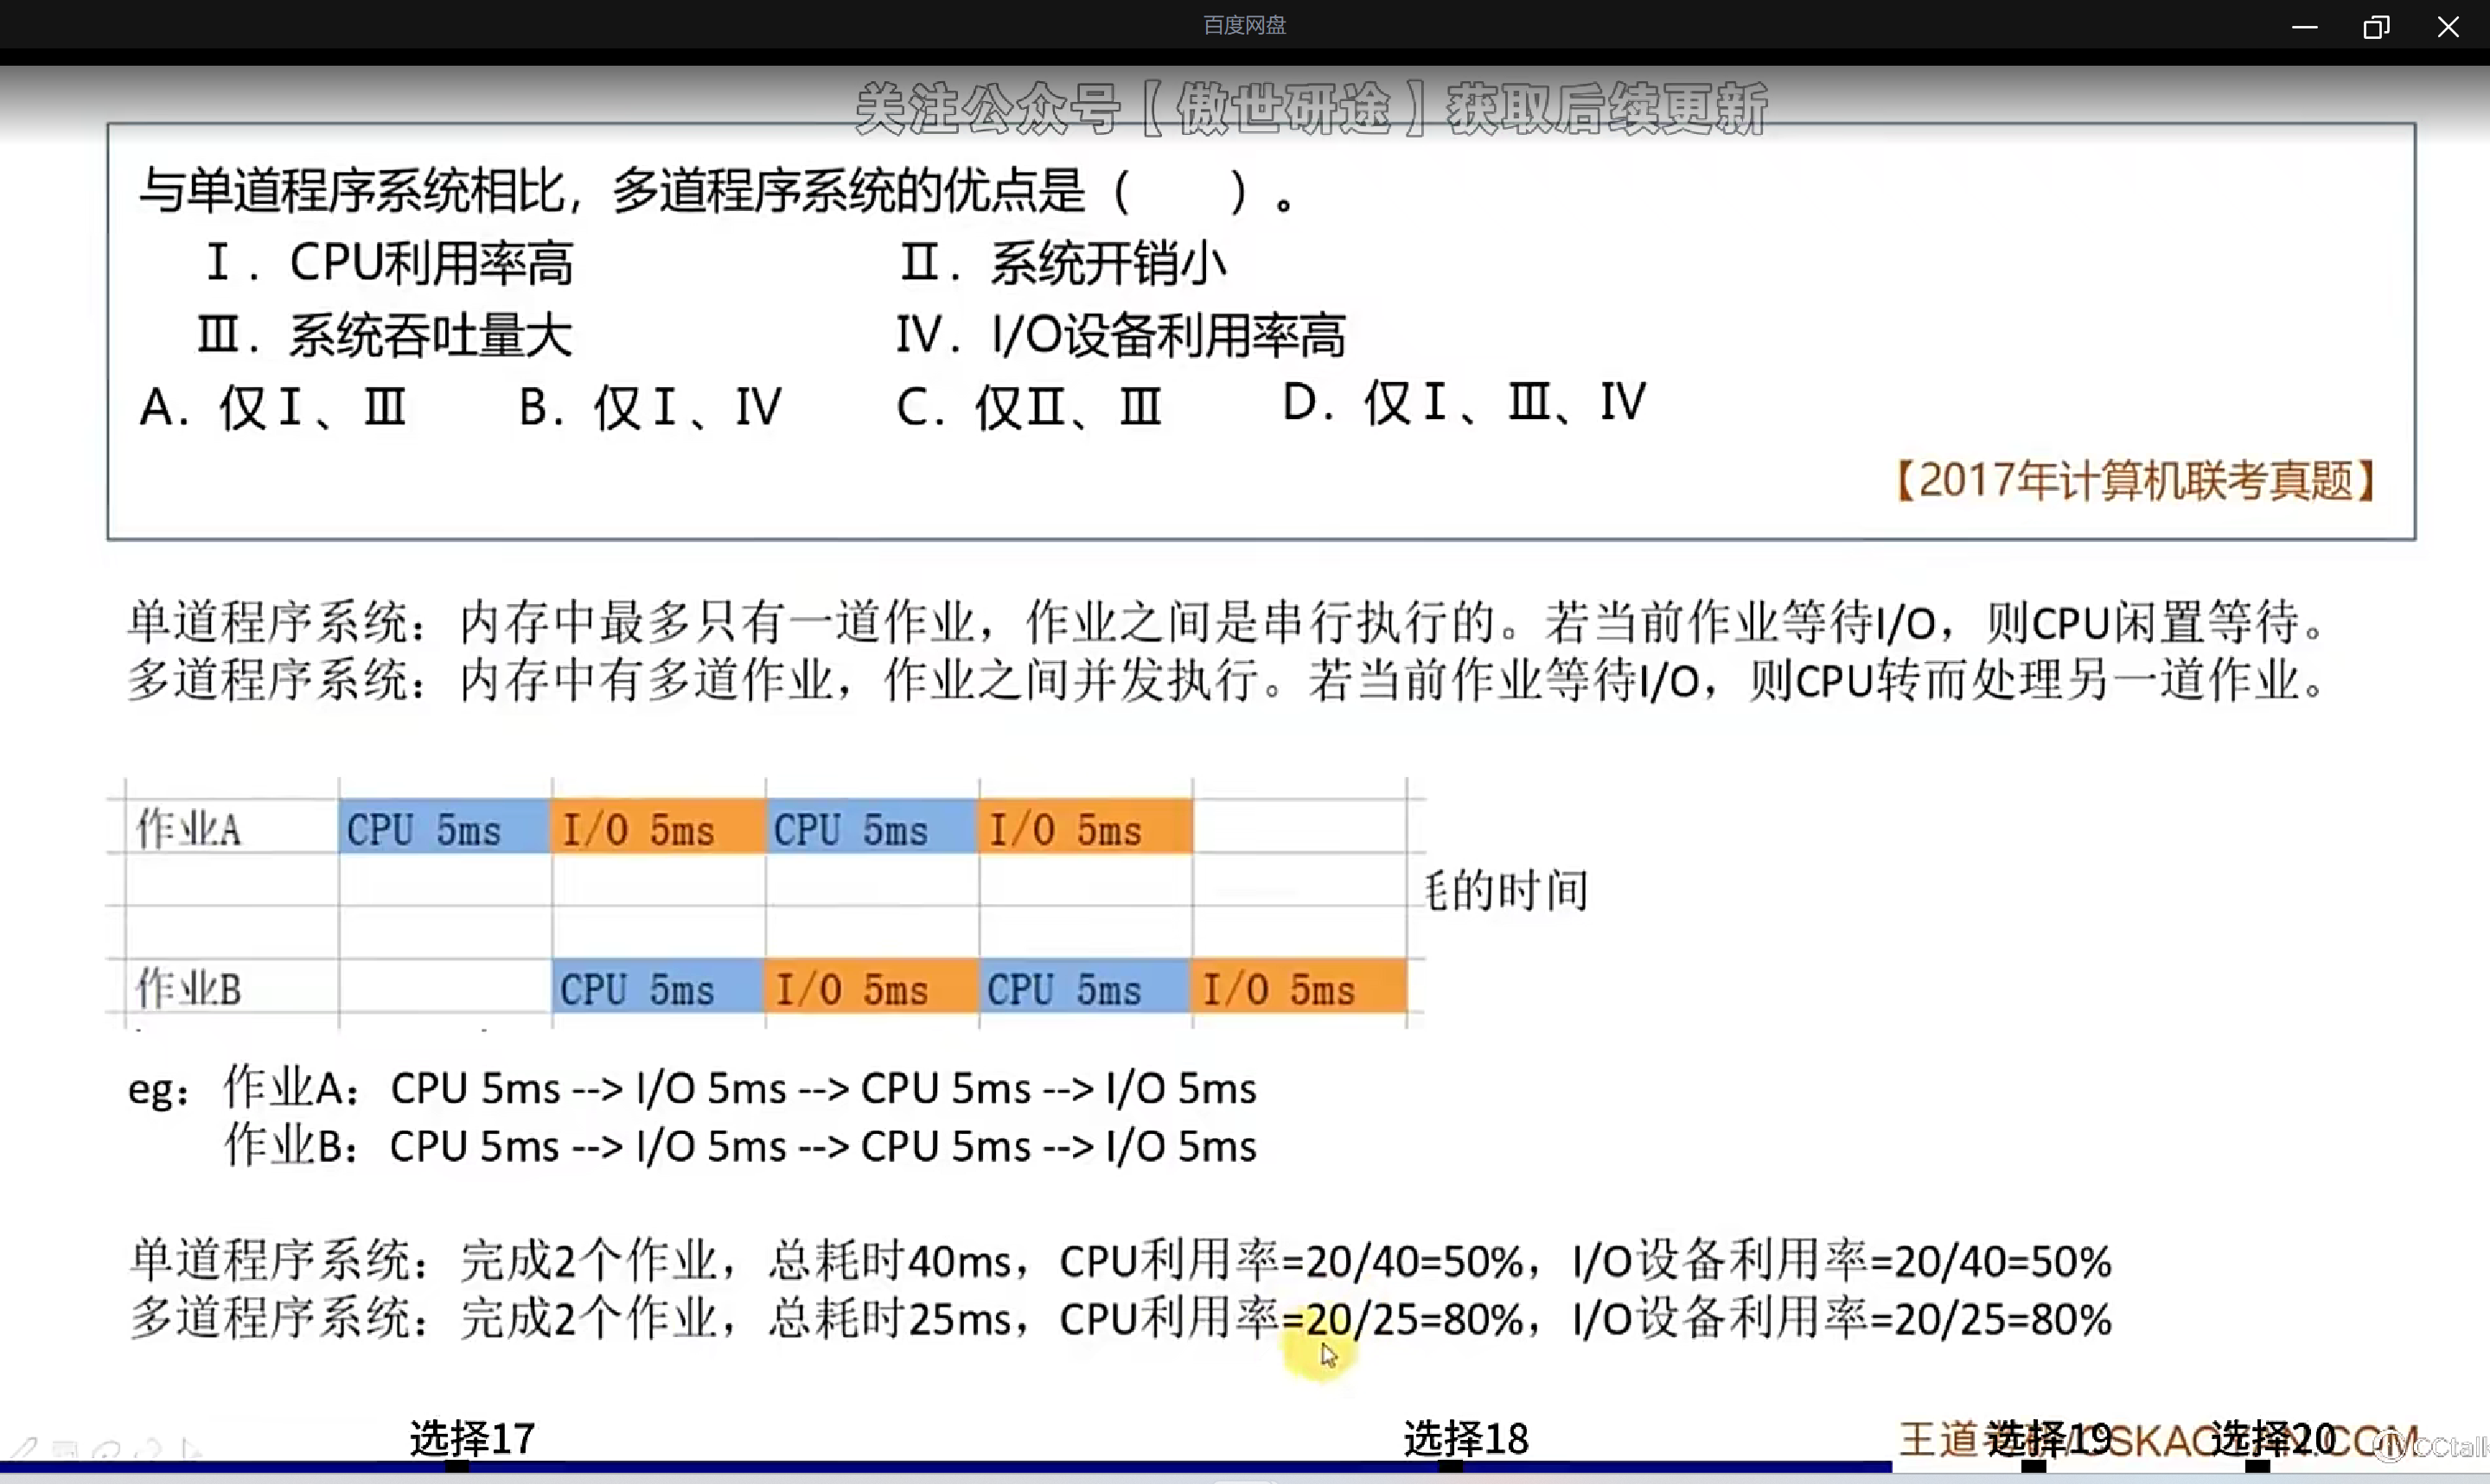 百度网盘
关注公众号【傲世研途】获取后续更新
与单道程序系统相比，多道程序系统的优点是（ ）。
Ⅰ．CPU利用率高 Ⅱ．系统开销小
Ⅲ．系统吞吐量大 Ⅳ．I/O设备利用率高
A．仅Ⅰ、Ⅲ B．仅Ⅰ、Ⅳ C．仅Ⅱ、Ⅲ D．仅Ⅰ、Ⅲ、Ⅳ
【2017年计算机联考真题】
单道程序系统：内存中最多只有一道作业，作业之间是串行执行的。若当前作业等待I/O，则CPU闲置等待。
多道程序系统：内存中有多道作业，作业之间并发执行。若当前作业等待I/O，则CPU转而处理另一道作业。
作业A CPU 5ms I/O 5ms CPU 5ms I/O 5ms
的时间
作业B CPU 5ms I/O 5ms CPU 5ms I/O 5ms
eg：作业A：CPU 5ms --> I/O 5ms --> CPU 5ms --> I/O 5ms
作业B：CPU 5ms --> I/O 5ms --> CPU 5ms --> I/O 5ms
单道程序系统：完成2个作业，总耗时40ms，CPU利用率=20/40=50%，I/O设备利用率=20/40=50%
多道程序系统：完成2个作业，总耗时25ms，CPU利用率=20/25=80%，I/O设备利用率=20/25=80%
选择17 选择18 王道 选择19 选择20 CCtalk